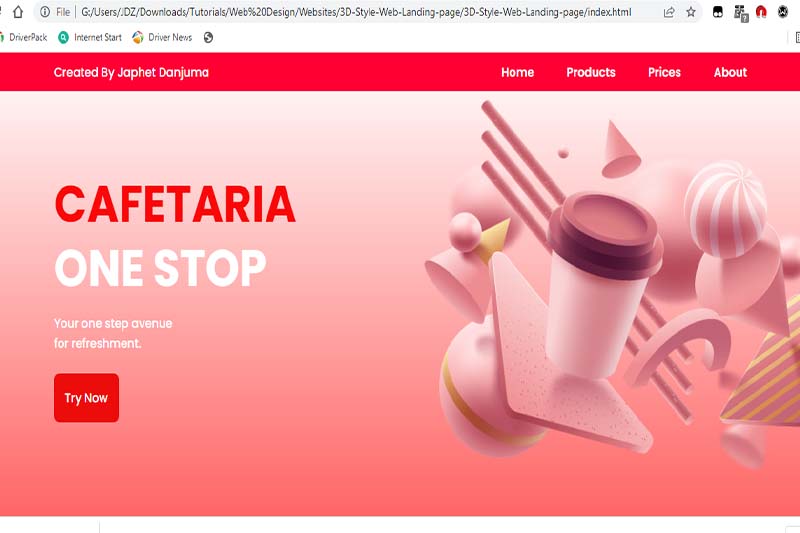 File
G:/Users/JDZ/Downloads/Tutorials/Web%20Design/Websites/3D-Style-Web-Landing-page/3D-Style-Web-Landing-page/index.html
DriverPack Internet Start Driver News
Created By Japhet Danjuma Home Products Prices About
CAFETARIA
ONE STOP
Your one step avenue
for refreshment.
Try Now